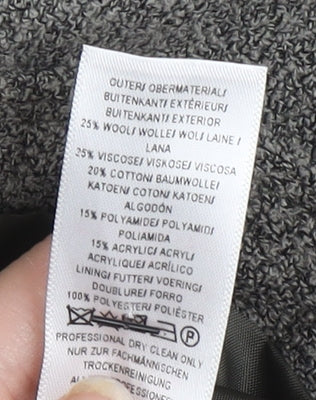 OUTER/ OBERMATERIAL/
BUITENKANT/ EXTÉRIEUR/
BUITENKANT/ EXTERIOR
25% WOOL/ WOLLE/ WOL/ LAINE/
LANA
25% VISCOSE/ VISKOSE/ VISCOSA
20% COTTON/ BAUMWOLLE/
KATOEN/ COTON/ KATOEN/
ALGODÓN
15% POLYAMIDE/ POLYAMID/
POLIAMIDA
15% ACRYLIC/ ACRYL/
ACRYLIQUE/ ACRÍLICO
LINING/ FUTTER/ VOERING/
DOUBLURE/ FORRO
100% POLYESTER/ POLIÉSTER
PROFESSIONAL DRY CLEAN ONLY
NUR ZUR FACHMÄNNISCHEN
TROCKENREINIGUNG